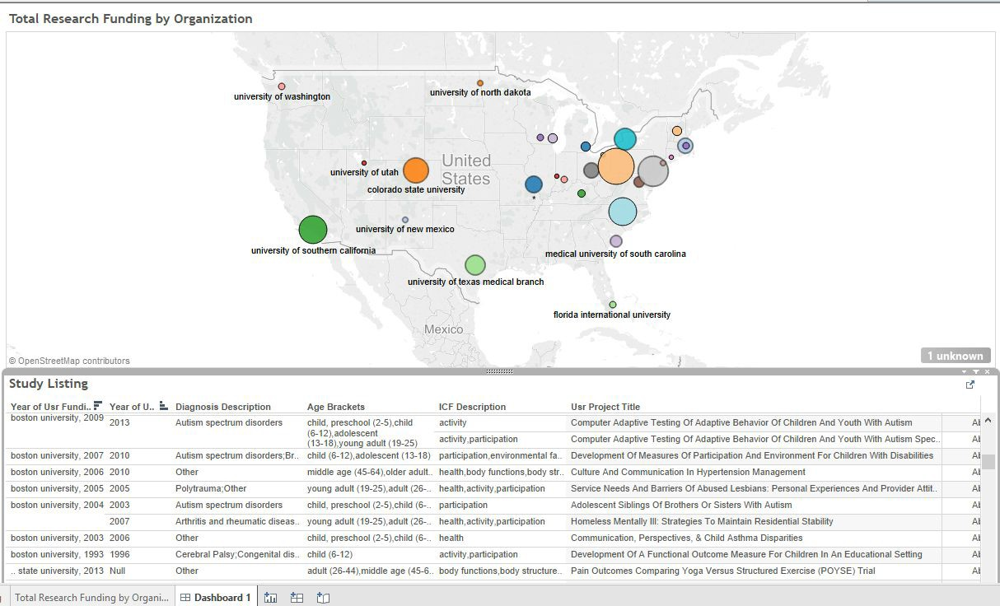 Total Research Funding by Organization
university of washington
university of north dakota
university of utah
United
States
colorado state university
*
university of new mexico
university of southern california
medical university of south carolina
university of texas medical branch
florida international university
Mexico
© OpenStreetMap contributors
1 unknown
Study Listing
Year of Usr Fundi.. Year of U.. Diagnosis Description Age Brackets ICF Description Usr Project Title
boston university, 2009 2013 Autism spectrum disorders child, preschool (2-5),child activity Computer Adaptive Testing Of Adaptive Behavior Of Children And Youth With Autism Al
(6-12),adolescent
(13-18),young adult (19-25) activity,participation Computer Adaptive Testing Of Adaptive Behavior Of Children And Youth With Autism Spec... Al
boston university, 2007 2010 Autism spectrum disorders;Br.. child (6-12),adolescent (13-18) participation,environmental fa.. Development Of Measures Of Participation And Environment For Children With Disabilities Al
boston university, 2006 2010 Other middle age (45-64),older adult.. health,body functions,body str.. Culture And Communication In Hypertension Management Al
boston university, 2005 2005 Polytrauma;Other young adult (19-25),adult (26-.. health,activity,participation Service Needs And Barriers Of Abused Lesbians: Personal Experiences And Provider Attit.. Al
boston university, 2004 2003 Autism spectrum disorders child, preschool (2-5),child (6-.. participation Adolescent Siblings Of Brothers Or Sisters With Autism Al
2007 Arthritis and rheumatic diseas.. young adult (19-25),adult (26-.. health,activity,participation Homeless Mentally Ill: Strategies To Maintain Residential Stability Al
boston university, 2003 2006 Other child, preschool (2-5),child (6-.. health Communication, Perspectives, & Child Asthma Disparities Al
boston university, 1993 1996 Cerebral Palsy;Congenital dis.. child (6-12) activity,participation Development Of A Functional Outcome Measure For Children In An Educational Setting Al
.. state university, 2013 Null Other adult (26-44),middle age (45-6.. body functions,body structure.. Pain Outcomes Comparing Yoga Versus Structured Exercise (POYSE) Trial Al
Total Research Funding by Organi... Dashboard 1